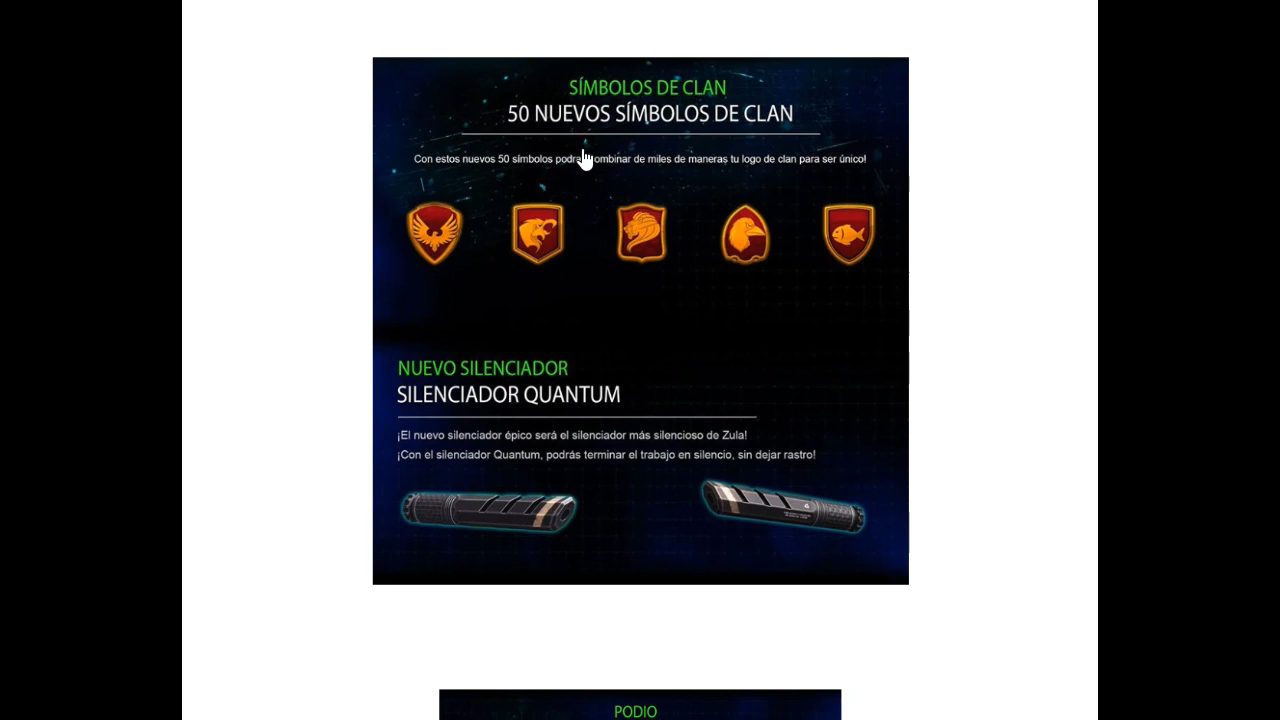 SÍMBOLOS DE CLAN
50 NUEVOS SÍMBOLOS DE CLAN
Con estos nuevos 50 símbolos combinar de miles de maneras tu logo de clan para ser único!
NUEVO SILENCIADOR
SILENCIADOR QUANTUM
¡El nuevo silenciador épico será el silenciador más silencioso de Zula!
¡Con el silenciador Quantum, podrás terminar el trabajo en silencio, sin dejar rastro!
PODIO